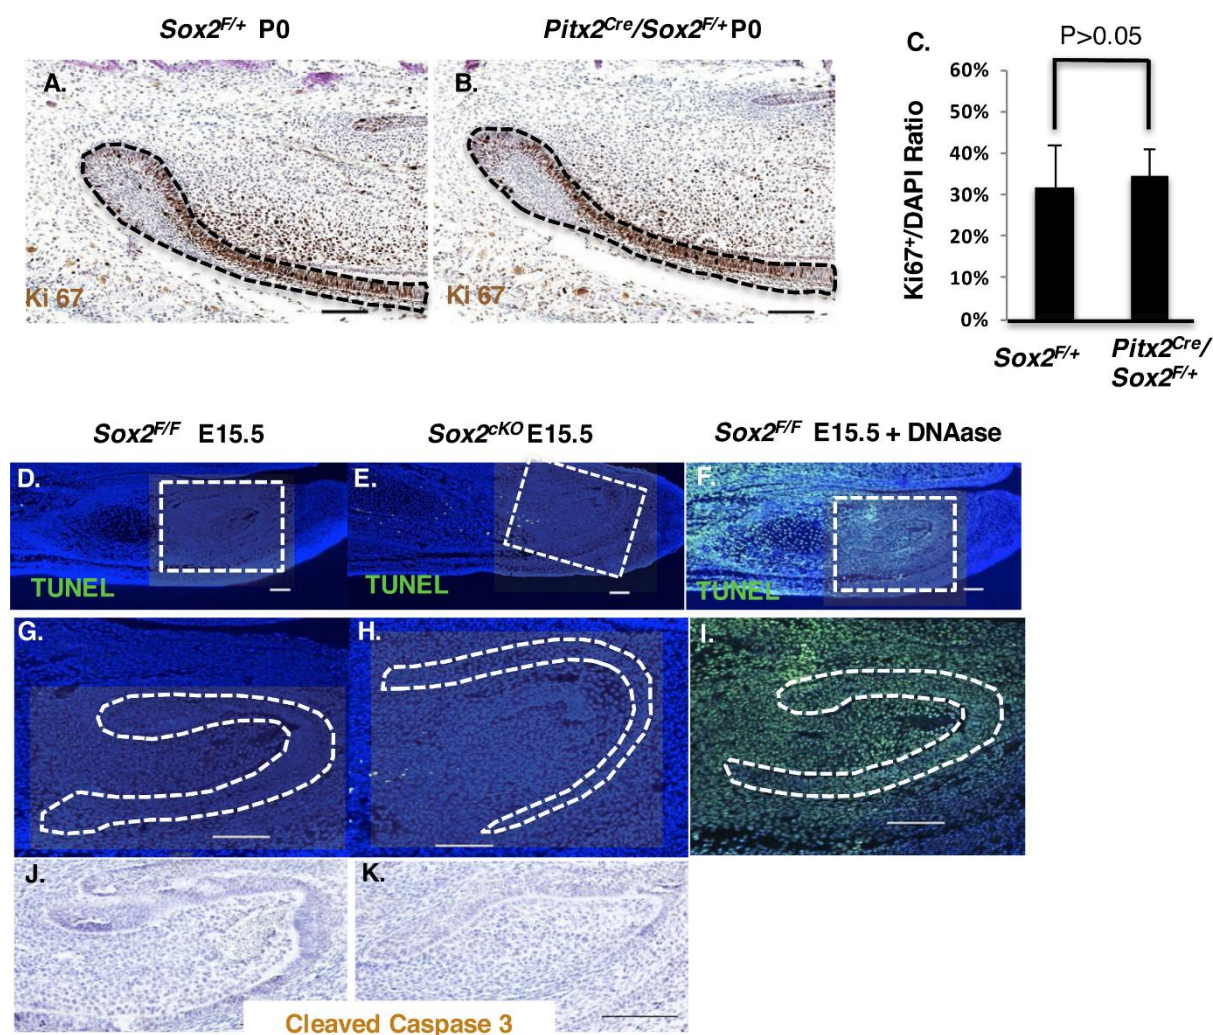 Sox2F/+ P0
Pitx2Cre/Sox2F/+ P0
A.
Ki 67
B.
Ki 67
C.
P>0.05
Ki67+/DAPI Ratio
60%
50%
40%
30%
20%
10%
0%
Sox2F/+
Pitx2Cre/
Sox2F/+
Sox2F/F E15.5
Sox2cKO E15.5
Sox2F/F E15.5 + DNAase
D.
TUNEL
E.
TUNEL
F.
TUNEL
G.
H.
I.
J.
K.
Cleaved Caspase 3